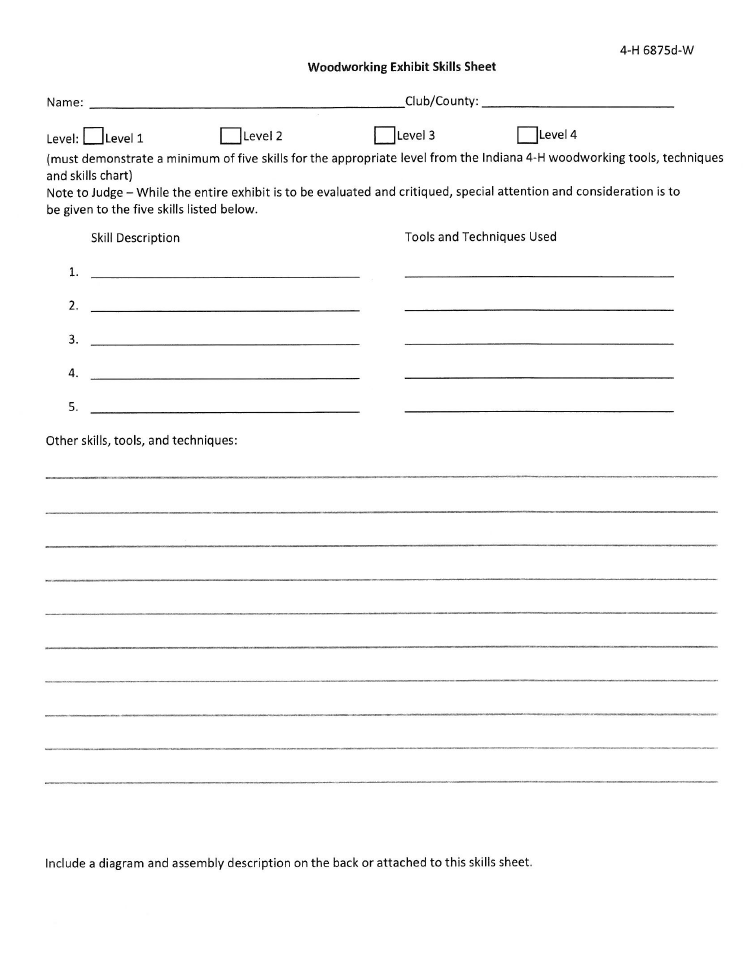 4-H 6875d-W
Woodworking Exhibit Skills Sheet
Name: Club/County:
Level: Level 1 Level 2 Level 3 Level 4
(must demonstrate a minimum of five skills for the appropriate level from the Indiana 4-H woodworking tools, techniques
and skills chart)
Note to Judge – While the entire exhibit is to be evaluated and critiqued, special attention and consideration is to
be given to the five skills listed below.
Skill Description Tools and Techniques Used
1.
2.
3.
4.
5.
Other skills, tools, and techniques:
Include a diagram and assembly description on the back or attached to this skills sheet.